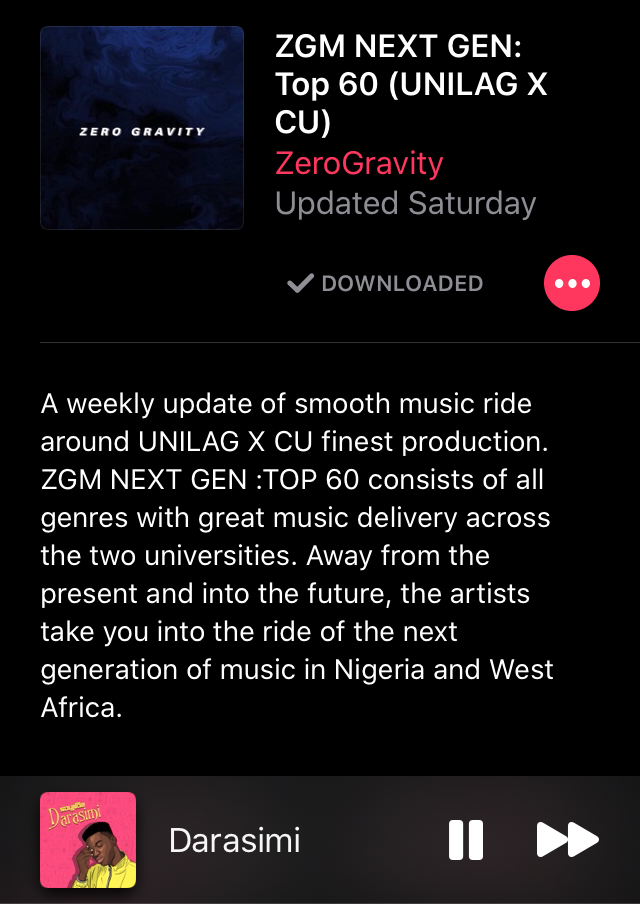 ZERO GRAVITY
ZGM NEXT GEN:
Top 60 (UNILAG X
CU)
ZeroGravity
Updated Saturday
DOWNLOADED
A weekly update of smooth music ride
around UNILAG X CU finest production.
ZGM NEXT GEN :TOP 60 consists of all
genres with great music delivery across
the two universities. Away from the
present and into the future, the artists
take you into the ride of the next
generation of music in Nigeria and West
Africa.
Darasimi
Darasimi